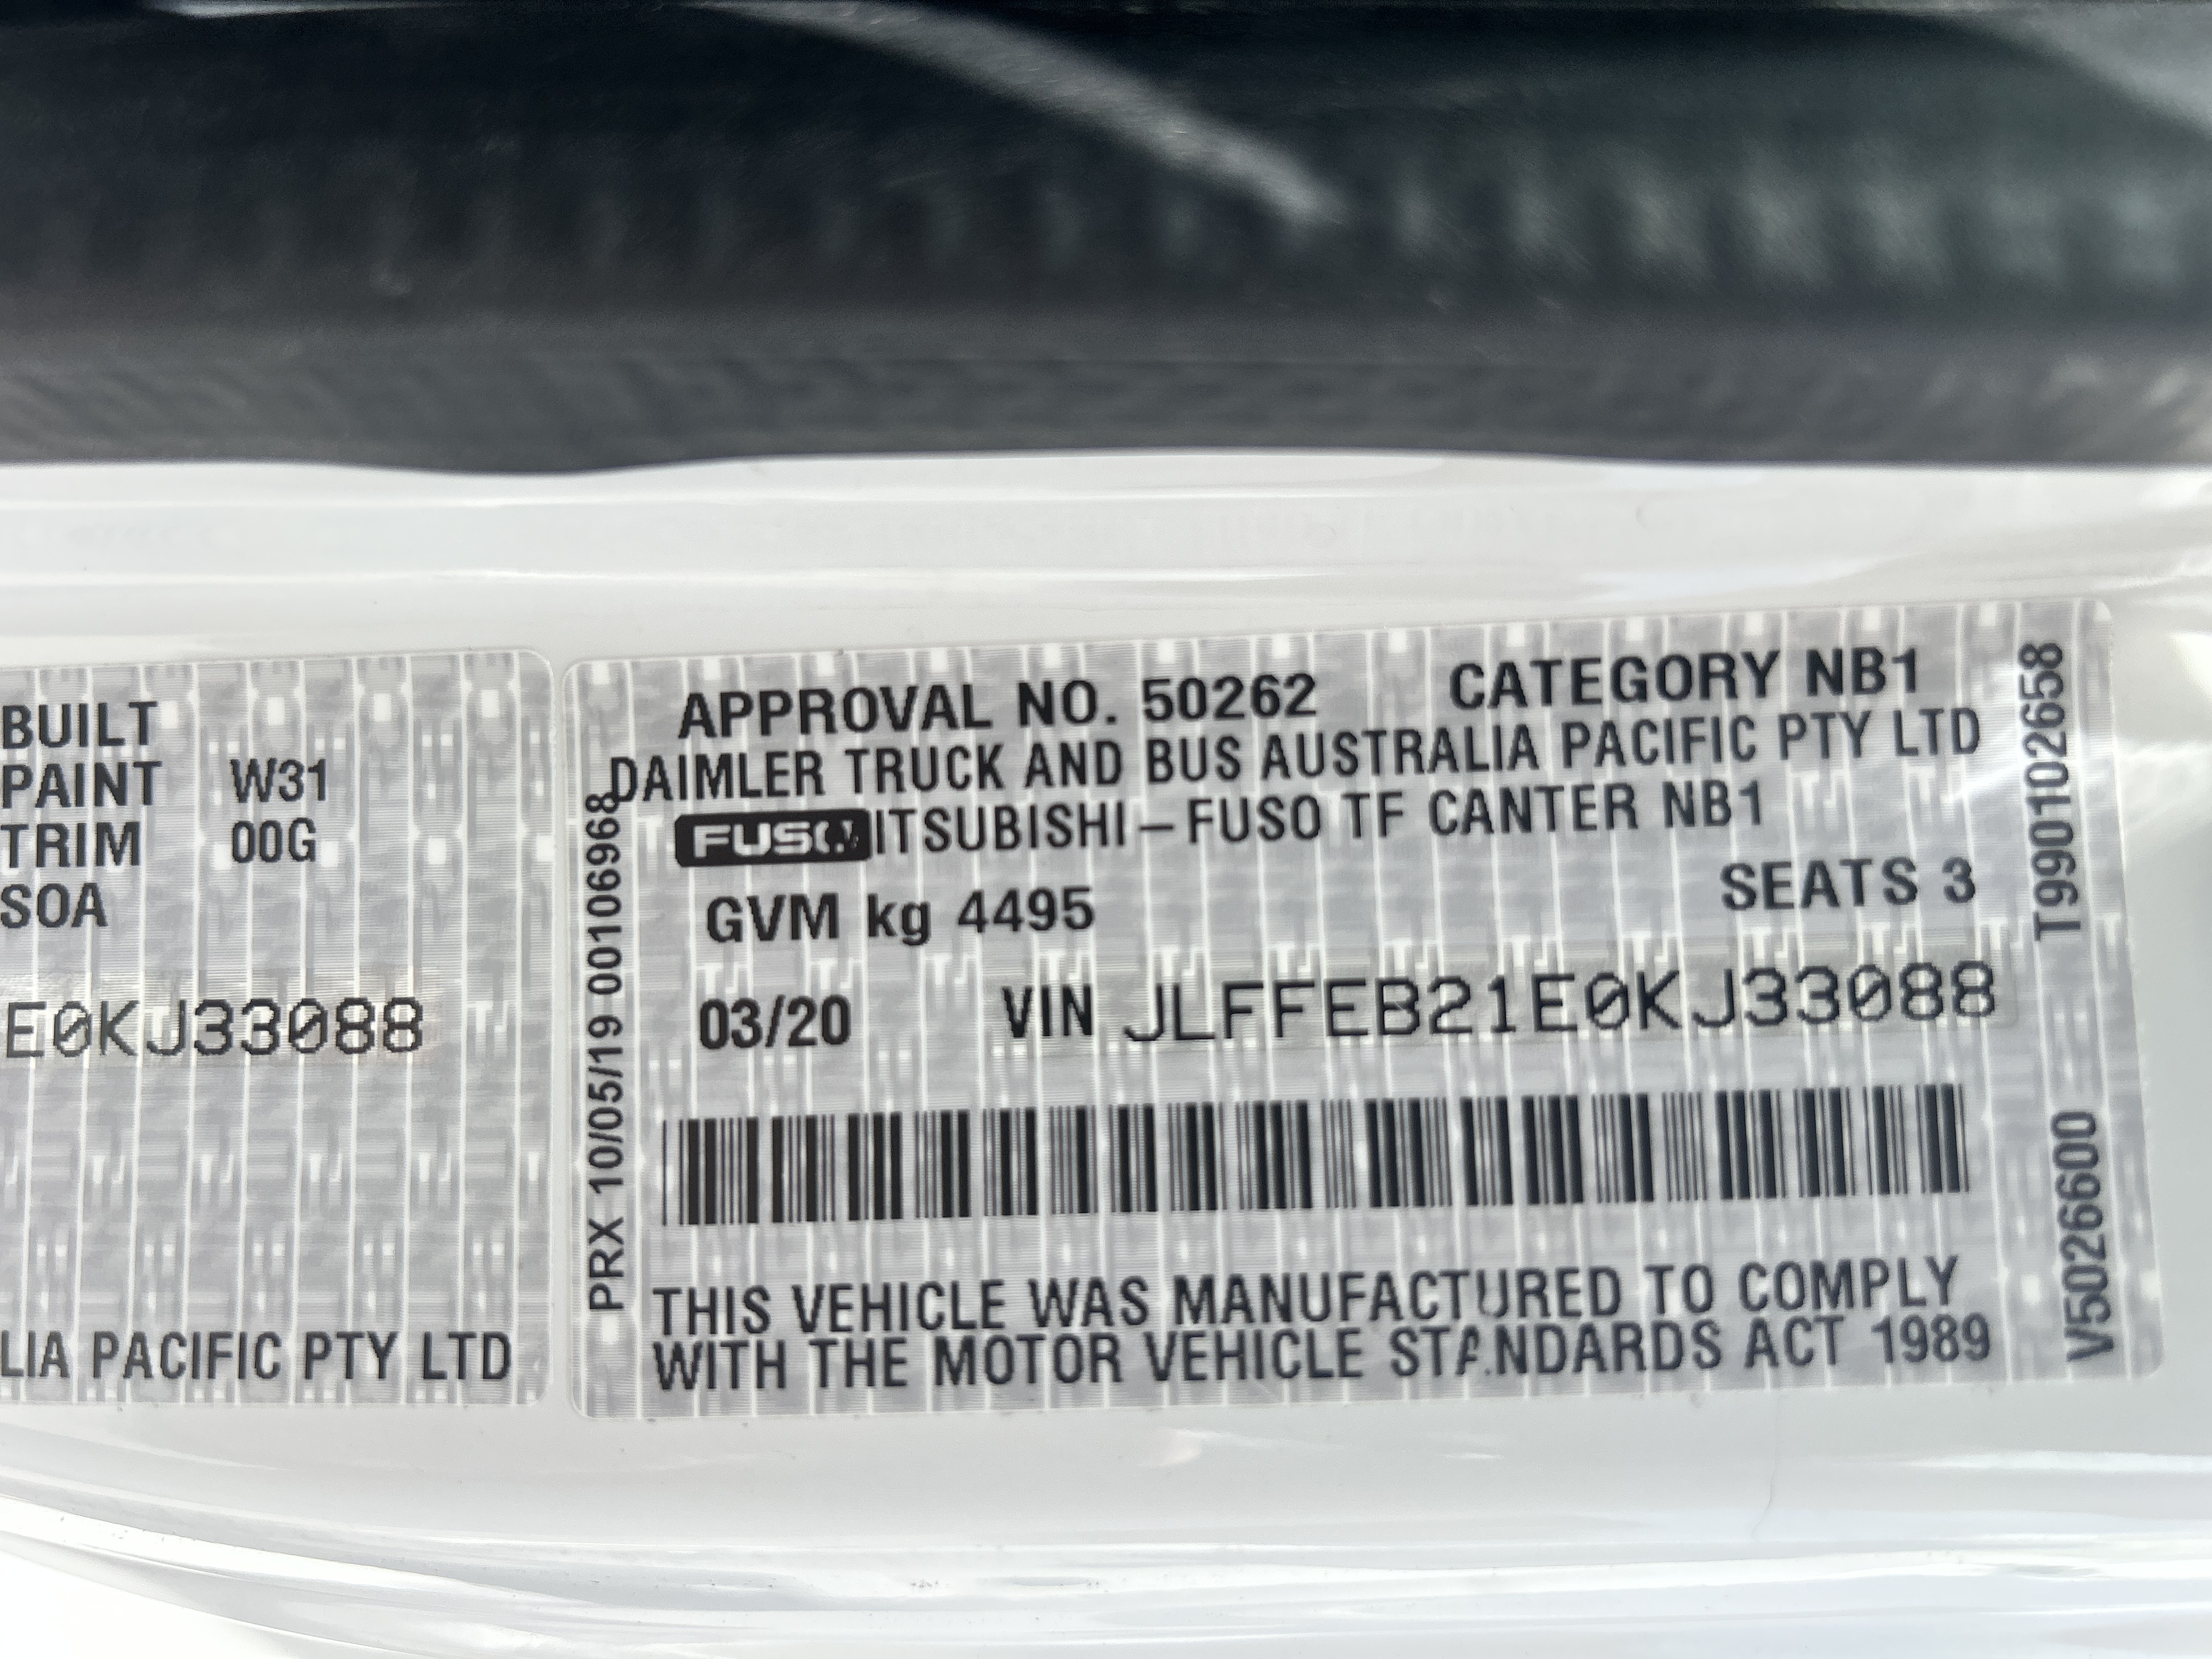 BUILT
PAINT W31
TRIM 00G
SOA
E0KJ33088
LIA PACIFIC PTY LTD
PRX 10/05/19 00106968
APPROVAL NO. 50262 CATEGORY NB1
DAIMLER TRUCK AND BUS AUSTRALIA PACIFIC PTY LTD
FUSO ITSUBISHI-FUSO TF CANTER NB1
GVM kg 4495 SEATS 3
03/20 VIN JLFFEB21E0KJ33088
THIS VEHICLE WAS MANUFACTURED TO COMPLY
WITH THE MOTOR VEHICLE STANDARDS ACT 1989
V5026600 T990102658